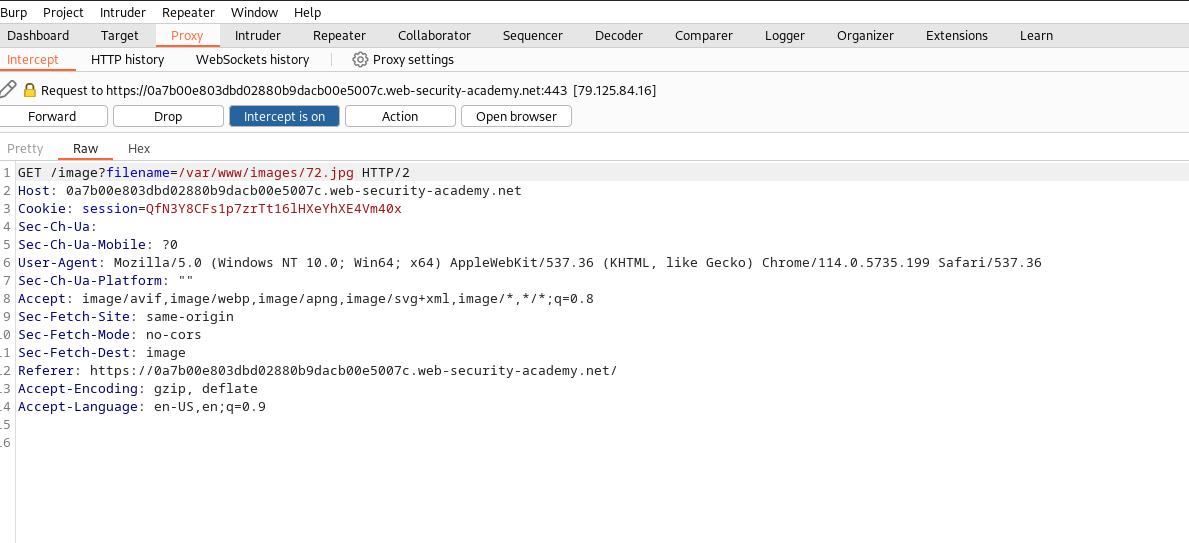 Burp Project Intruder Repeater Window Help
Dashboard Target Proxy Intruder Repeater Collaborator Sequencer Decoder Comparer Logger Organizer Extensions Learn
Intercept HTTP history WebSockets history Proxy settings
Request to https://0a7b00e803dbd02880b9dacb00e5007c.web-security-academy.net:443 [79.125.84.16]
Forward Drop Intercept is on Action Open browser
Pretty Raw Hex
1 GET /image?filename=/var/www/images/72.jpg HTTP/2
2 Host: 0a7b00e803dbd02880b9dacb00e5007c.web-security-academy.net
3 Cookie: session=QfN3Y8CFs1p7zrTt16lHXeYhXE4Vm40x
4 Sec-Ch-Ua:
5 Sec-Ch-Ua-Mobile: ?0
6 User-Agent: Mozilla/5.0 (Windows NT 10.0; Win64; x64) AppleWebKit/537.36 (KHTML, like Gecko) Chrome/114.0.5735.199 Safari/537.36
7 Sec-Ch-Ua-Platform: ""
8 Accept: image/avif,image/webp,image/apng,image/svg+xml,image/*,*/*;q=0.8
9 Sec-Fetch-Site: same-origin
10 Sec-Fetch-Mode: no-cors
11 Sec-Fetch-Dest: image
12 Referer: https://0a7b00e803dbd02880b9dacb00e5007c.web-security-academy.net/
13 Accept-Encoding: gzip, deflate
14 Accept-Language: en-US,en;q=0.9
15
16